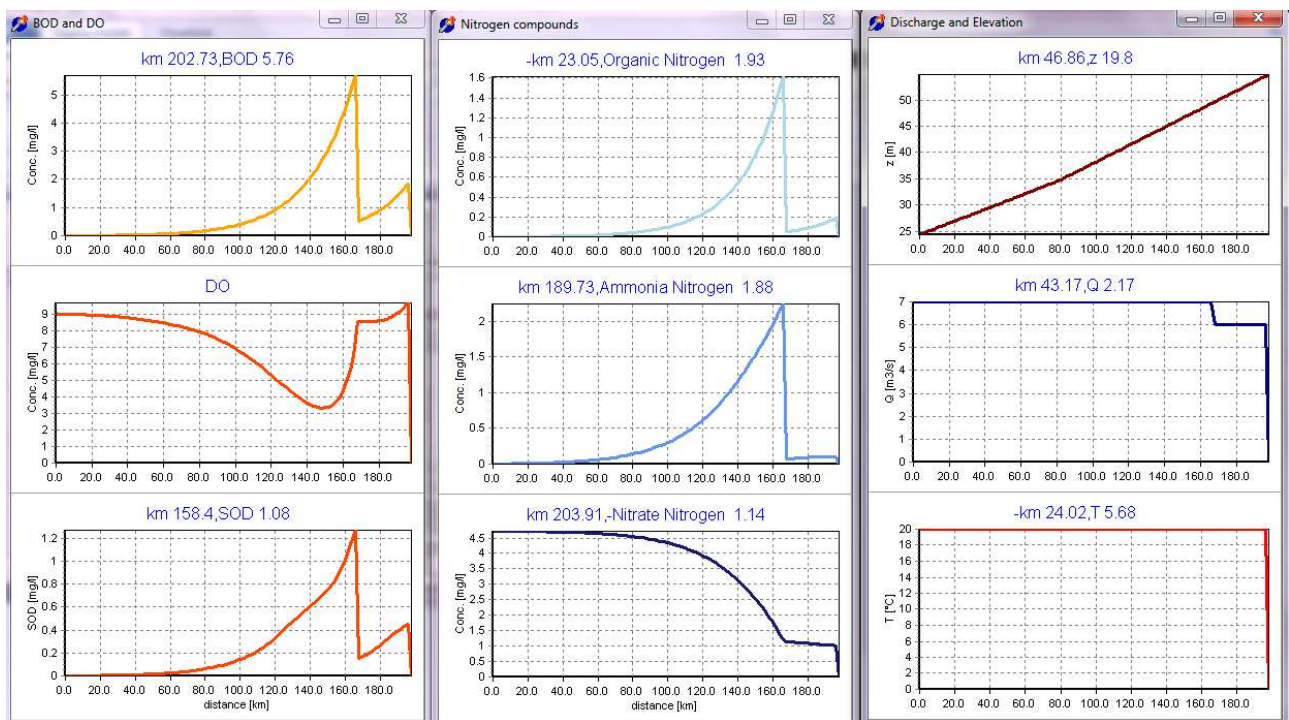 BOD and DO
km 202.73,BOD 5.76
Conc. [mg/l]
5
4
3
2
1
0
0.0 20.0 40.0 60.0 80.0 100.0 120.0 140.0 160.0 180.0
DO
Conc. [mg/l]
9
8
7
6
5
4
3
2
1
0
0.0 20.0 40.0 60.0 80.0 100.0 120.0 140.0 160.0 180.0
km 158.4,SOD 1.08
SOD [mg/l]
1.2
1
0.8
0.6
0.4
0.2
0
0.0 20.0 40.0 60.0 80.0 100.0 120.0 140.0 160.0 180.0
distance [km]
Nitrogen compounds
-km 23.05,Organic Nitrogen 1.93
Conc. [mg/l]
1.6
1.4
1.2
1
0.8
0.6
0.4
0.2
0
0.0 20.0 40.0 60.0 80.0 100.0 120.0 140.0 160.0 180.0
km 189.73,Ammonia Nitrogen 1.88
Conc. [mg/l]
2
1.5
1
0.5
0
0.0 20.0 40.0 60.0 80.0 100.0 120.0 140.0 160.0 180.0
km 203.91,-Nitrate Nitrogen 1.14
Conc. [mg/l]
4.5
4
3.5
3
2.5
2
1.5
1
0.5
0
0.0 20.0 40.0 60.0 80.0 100.0 120.0 140.0 160.0 180.0
distance [km]
Discharge and Elevation
km 46.86,z 19.8
z [m]
50
45
40
35
30
25
0.0 20.0 40.0 60.0 80.0 100.0 120.0 140.0 160.0 180.0
km 43.17,Q 2.17
Q [m3/s]
7
6
5
4
3
2
1
0
0.0 20.0 40.0 60.0 80.0 100.0 120.0 140.0 160.0 180.0
-km 24.02,T 5.68
T [°C]
20
18
16
14
12
10
8
6
4
2
0
0.0 20.0 40.0 60.0 80.0 100.0 120.0 140.0 160.0 180.0